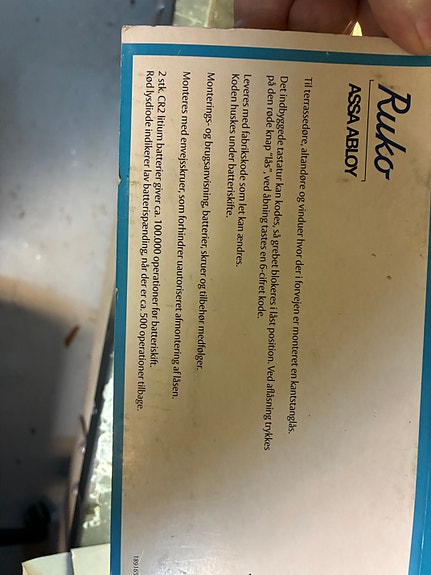 Ruko
ASSA ABLOY
Til terrassedøre, altandøre og vinduer hvor der i forvejen er monteret en kantstanglås.
Det indbyggede tastatur kan kodes, så grebet blokeres i låst position. Ved aflåsning trykkes
på den røde knap "lås", ved åbning tastes en 6-cifret kode.
Leveres med fabrikskode som let kan ændres.
Koden huskes under batteriskifte.
Monterings- og brugsanvisning, batterier, skruer og tilbehør medfølger.
Monteres med envejsskruer, som forhindrer uautoriseret afmontering af låsen.
2 stk. CR2 litium batterier giver ca. 100.000 operationer før batteriskift.
Rød lysdiode indikerer lav batterispænding, når der er ca. 500 operationer tilbage.